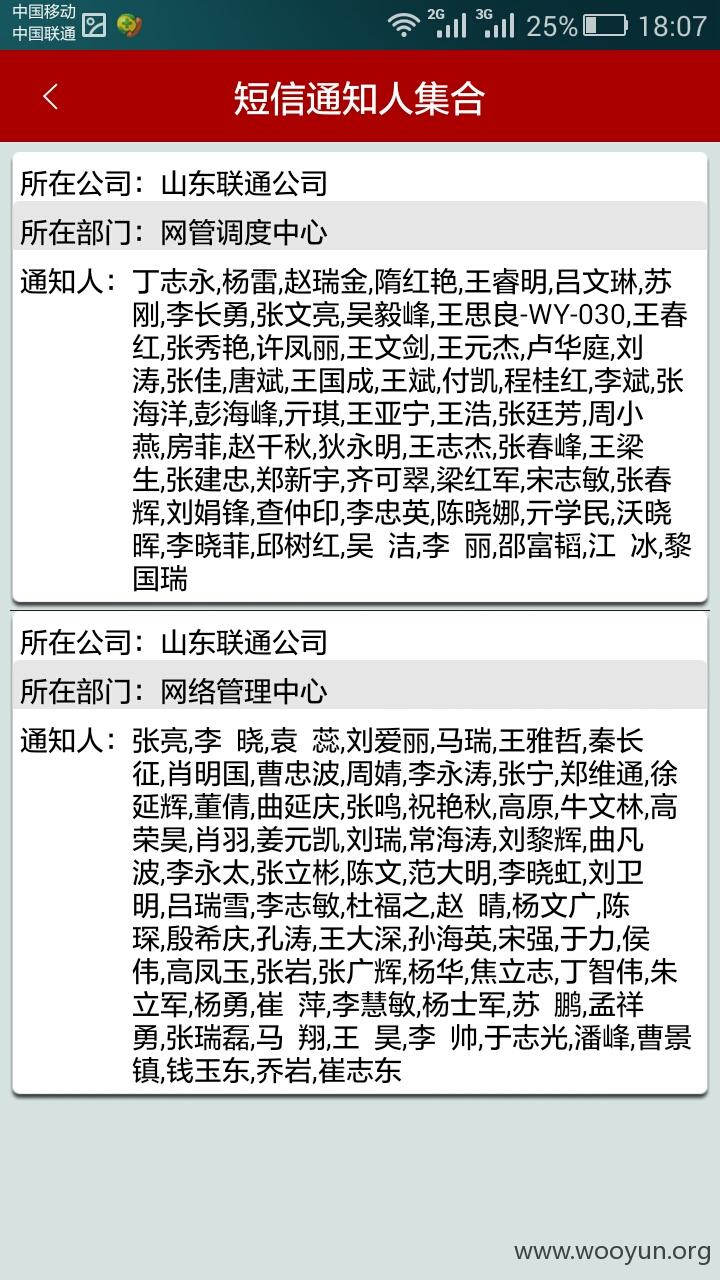 中国移动
中国联通
2G 3G 25% 18:07
短信通知人集合
所在公司：山东联通公司
所在部门：网管调度中心
通知人：丁志永,杨雷,赵瑞金,隋红艳,王睿明,吕文琳,苏
刚,李长勇,张文亮,吴毅峰,王思良-WY-030,王春
红,张秀艳,许凤丽,王文剑,王元杰,卢华庭,刘
涛,张佳,唐斌,王国成,王斌,付凯,程桂红,李斌,张
海洋,彭海峰,亓琪,王亚宁,王浩,张廷芳,周小
燕,房菲,赵千秋,狄永明,王志杰,张春峰,王梁
生,张建忠,郑新宇,齐可翠,梁红军,宋志敏,张春
辉,刘娟锋,查仲印,李忠英,陈晓娜,亓学民,沃晓
晖,李晓菲,邱树红,吴  洁,李  丽,邵富韬,江  冰,黎
国瑞
所在公司：山东联通公司
所在部门：网络管理中心
通知人：张亮,李  晓,袁  蕊,刘爱丽,马瑞,王雅哲,秦长
征,肖明国,曹忠波,周婧,李永涛,张宁,郑维通,徐
延辉,董倩,曲延庆,张鸣,祝艳秋,高原,牛文林,高
荣昊,肖羽,姜元凯,刘瑞,常海涛,刘黎辉,曲凡
波,李永太,张立彬,陈文,范大明,李晓虹,刘卫
明,吕瑞雪,李志敏,杜福之,赵  晴,杨文广,陈
琛,殷希庆,孔涛,王大深,孙海英,宋强,于力,侯
伟,高凤玉,张岩,张广辉,杨华,焦立志,丁智伟,朱
立军,杨勇,崔  萍,李慧敏,杨士军,苏  鹏,孟祥
勇,张瑞磊,马  翔,王  昊,李  帅,于志光,潘峰,曹景
镇,钱玉东,乔岩,崔志东
www.wooyun.org